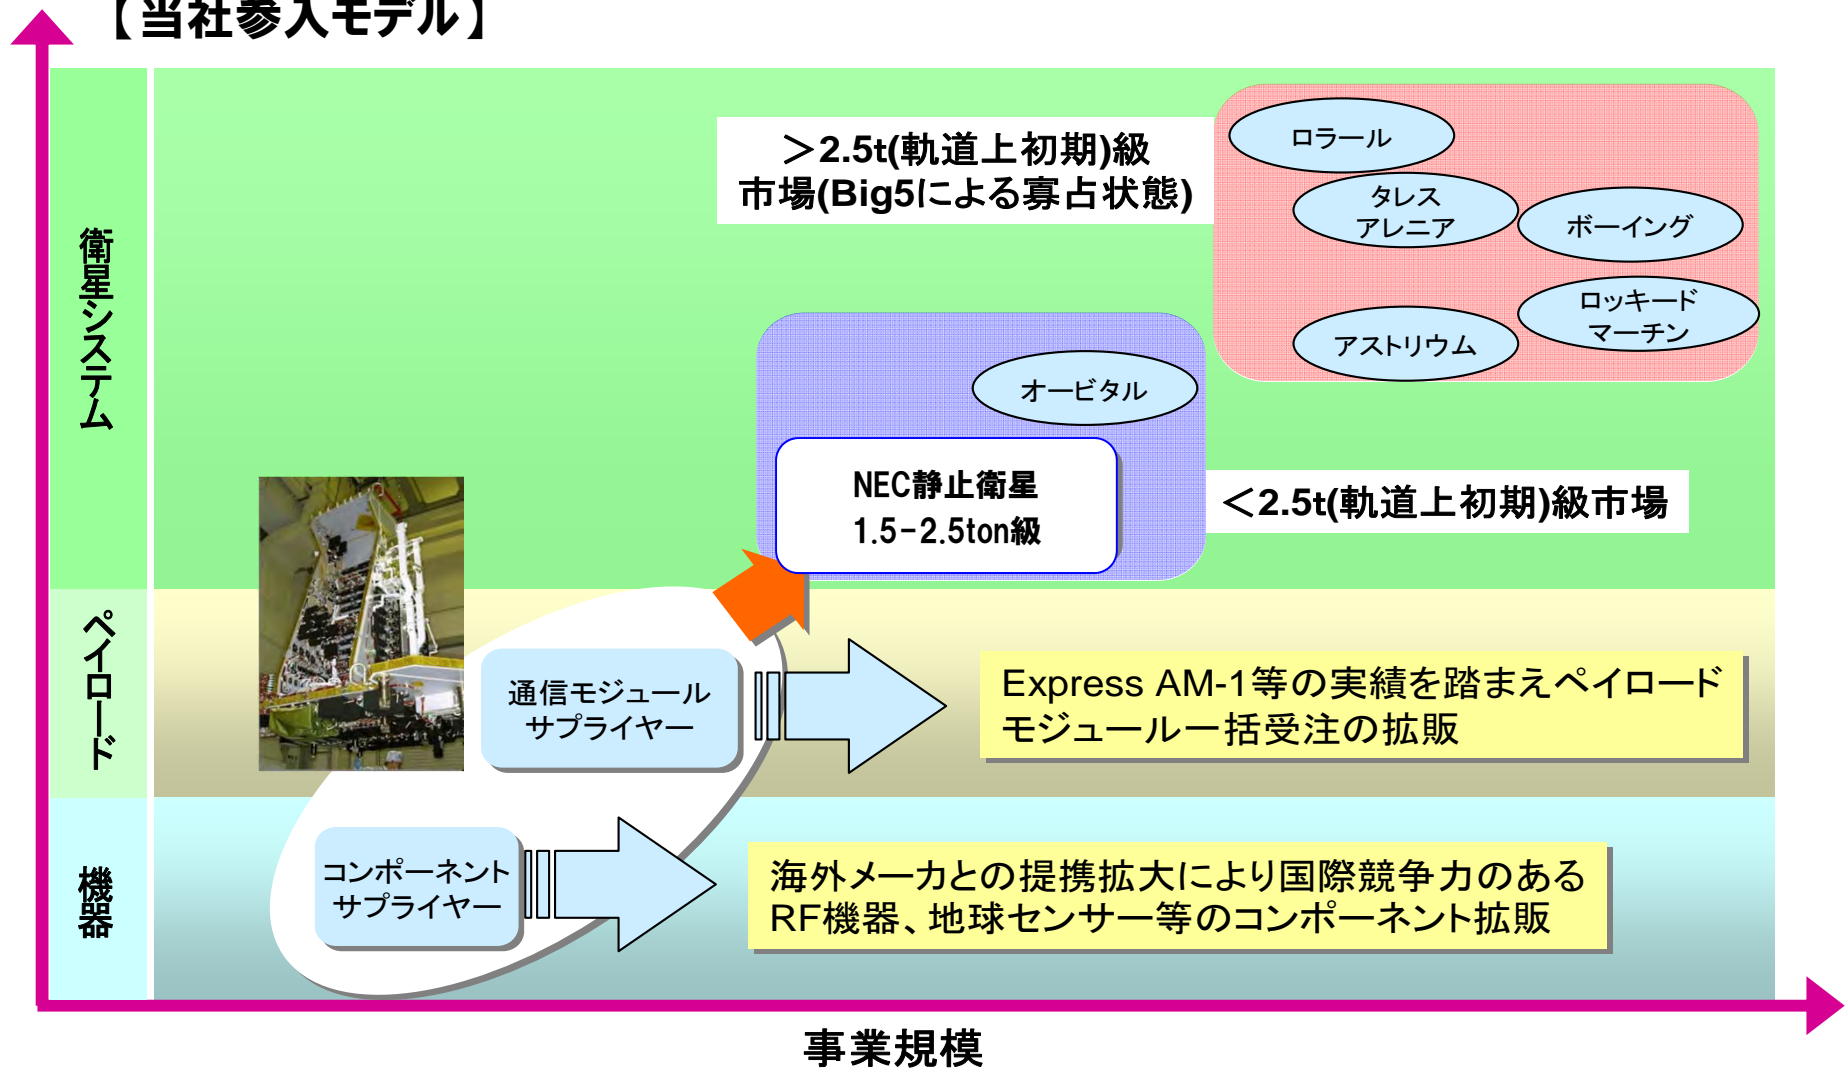 【当社参入モデル】
衛星システム
ペイロード
機器
＞2.5t(軌道上初期)級
市場(Big5による寡占状態)
ロラール
タレス
アレニア
ボーイング
ロッキード
マーチン
アストリウム
オービタル
NEC静止衛星
1.5-2.5ton級
＜2.5t(軌道上初期)級市場
通信モジュール
サプライヤー
Express AM-1等の実績を踏まえペイロード
モジュール一括受注の拡販
コンポーネント
サプライヤー
海外メーカとの提携拡大により国際競争力のある
RF機器、地球センサー等のコンポーネント拡販
事業規模